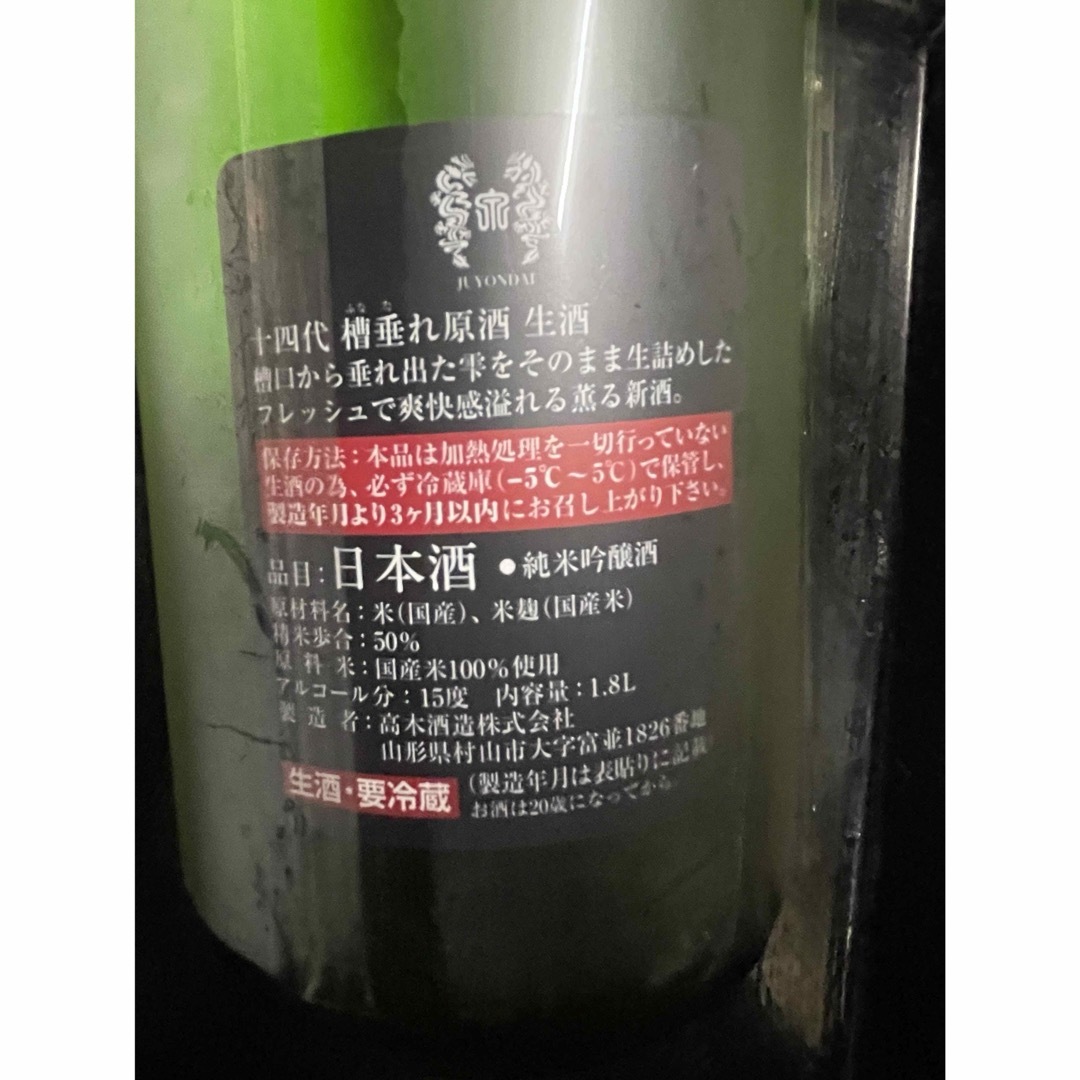 JUYONDAI
十四代 槽垂れ原酒 生酒
槽口から垂れ出た雫をそのまま生詰めした
フレッシュで爽快感溢れる薫る新酒。
保存方法：本品は加熱処理を一切行っていない
生酒の為、必ず冷蔵庫(−5℃〜5℃)で保管し、
製造年月より3ヶ月以内にお召し上がり下さい。
品目：日本酒 ●純米吟醸酒
原材料名：米(国産)、米麹(国産米)
精米歩合：50%
原料米：国産米100%使用
アルコール分：15度 内容量：1.8L
製造者：高木酒造株式会社
山形県村山市大字富並1826番地
生酒・要冷蔵
(製造年月は表貼りに記載
お酒は20歳になってから